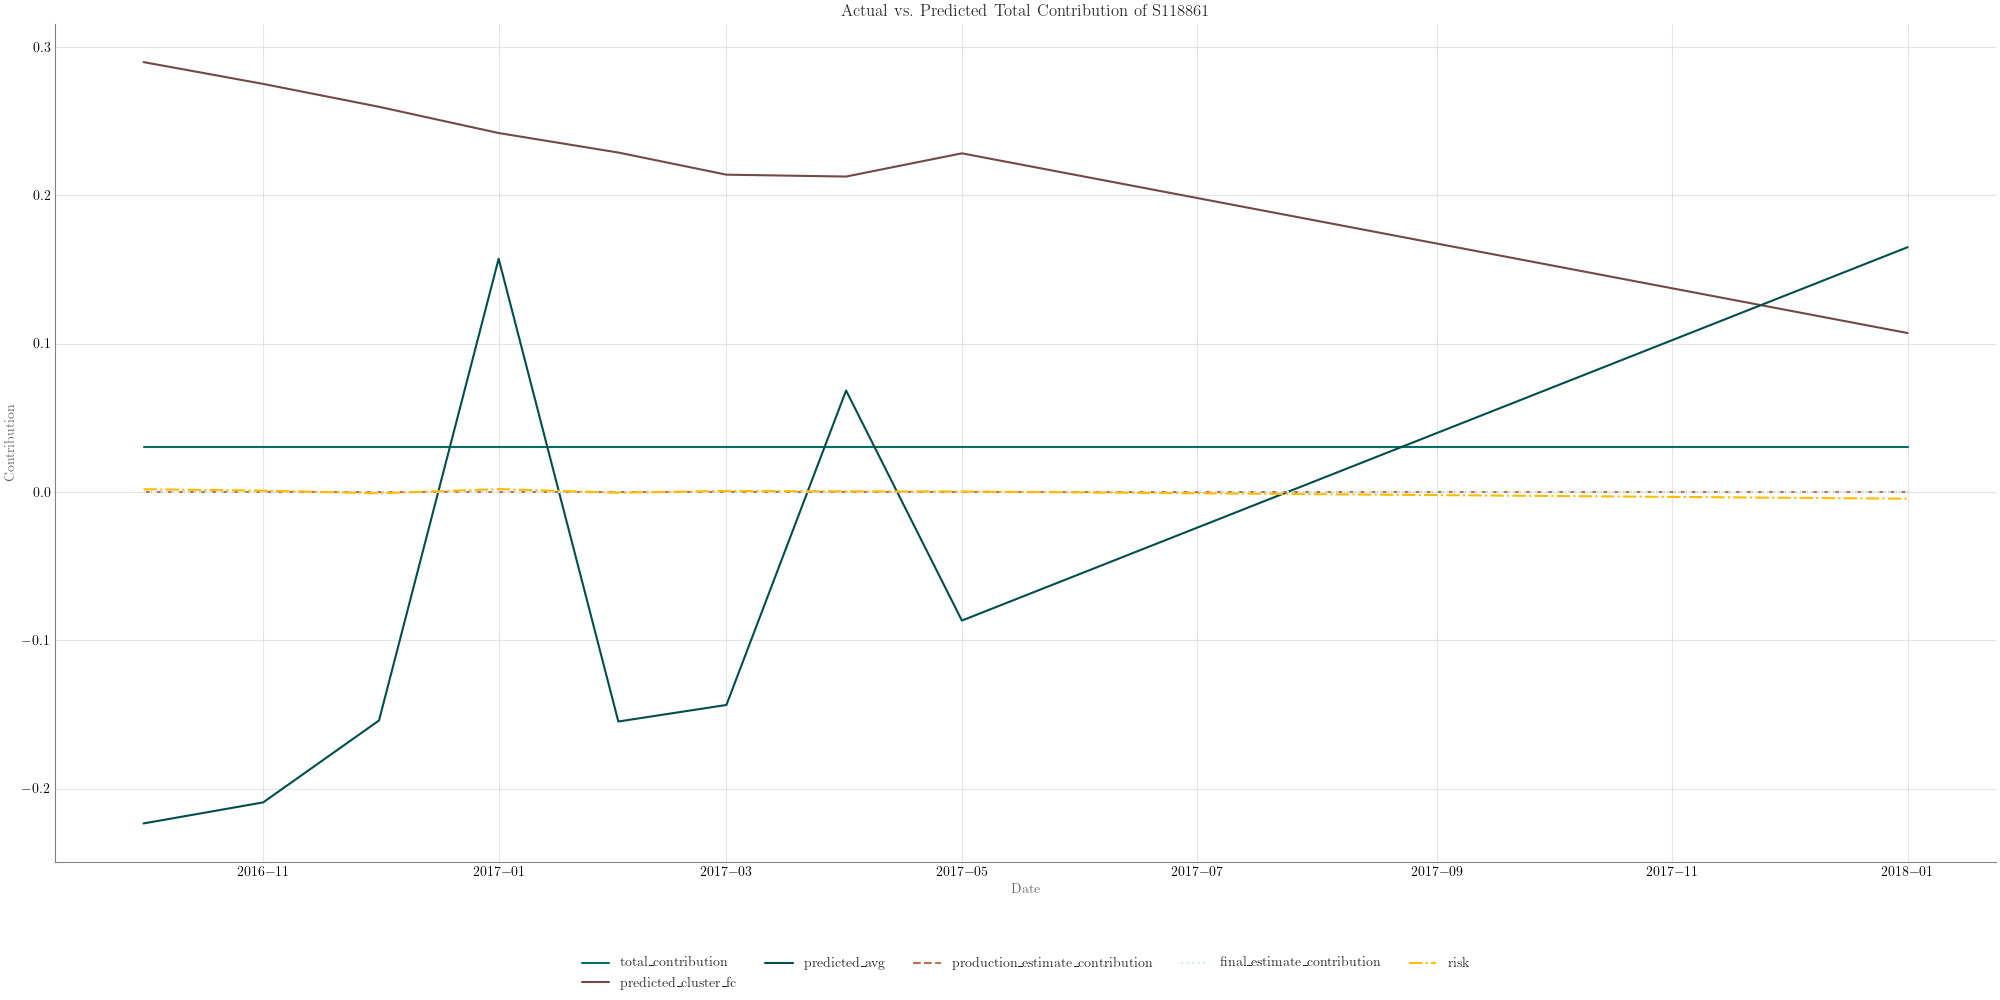 Actual vs. Predicted Total Contribution of S118861
0.3
0.2
0.1
0.0
−0.1
−0.2
Contribution
2016−11 2017−01 2017−03 2017−05 2017−07 2017−09 2017−11 2018−01
Date
total_contribution predicted_avg production_estimate_contribution final_estimate_contribution risk
predicted_cluster_fc